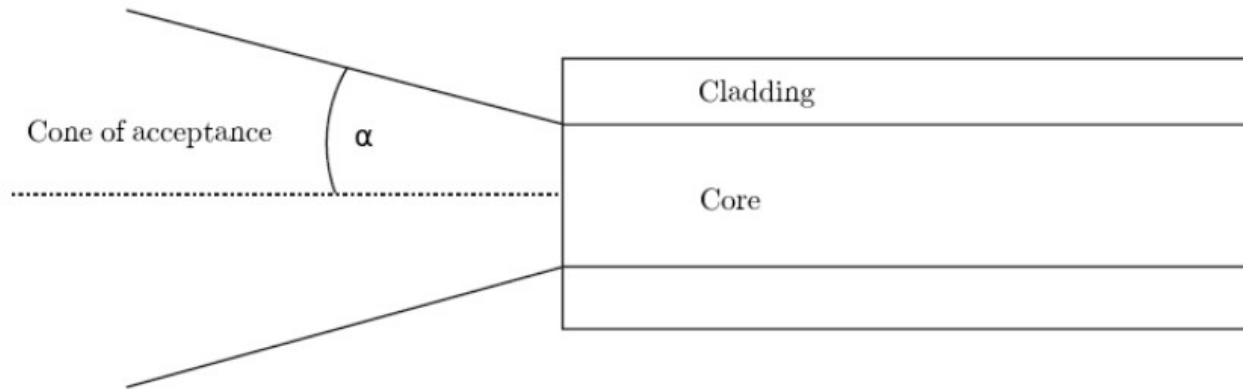 Cladding
Cone of acceptance
α
Core